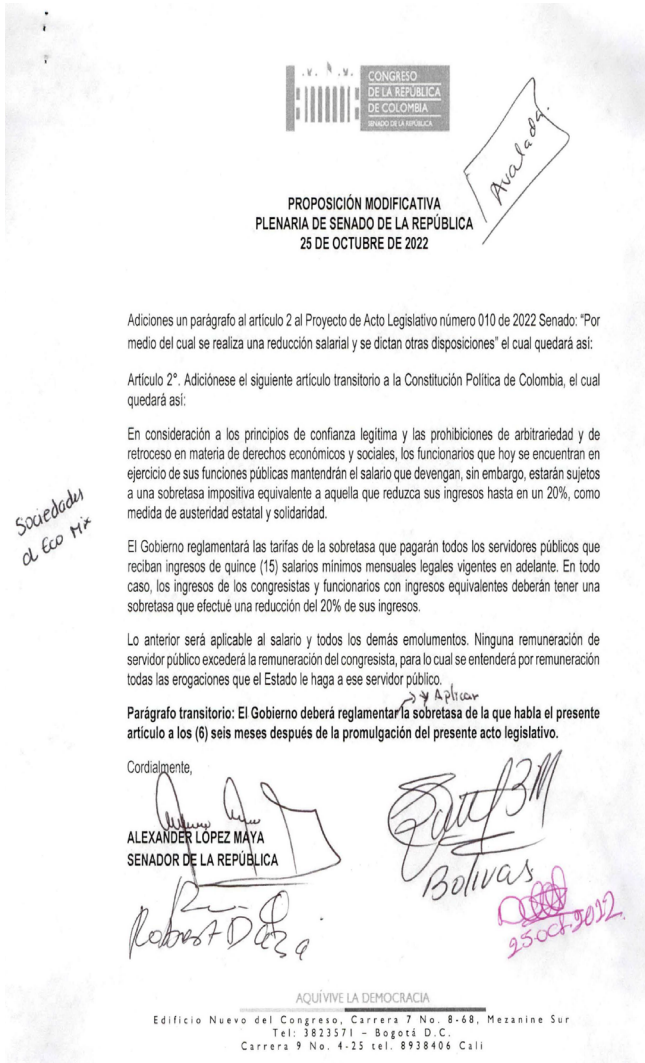 CONGRESO
DE LA REPÚBLICA
DE COLOMBIA
SENADO DE LA REPÚBLICA
Avalada.
PROPOSICIÓN MODIFICATIVA
PLENARIA DE SENADO DE LA REPÚBLICA
25 DE OCTUBRE DE 2022
Adiciones un parágrafo al artículo 2 al Proyecto de Acto Legislativo número 010 de 2022 Senado: “Por
medio del cual se realiza una reducción salarial y se dictan otras disposiciones” el cual quedará así:
Artículo 2°. Adiciónese el siguiente artículo transitorio a la Constitución Política de Colombia, el cual
quedará así:
En consideración a los principios de confianza legítima y las prohibiciones de arbitrariedad y de
retroceso en materia de derechos económicos y sociales, los funcionarios que hoy se encuentran en
ejercicio de sus funciones públicas mantendrán el salario que devengan, sin embargo, estarán sujetos
a una sobretasa impositiva equivalente a aquella que reduzca sus ingresos hasta en un 20%, como
medida de austeridad estatal y solidaridad.
Sociedades
d Eco Mix
El Gobierno reglamentará las tarifas de la sobretasa que pagarán todos los servidores públicos que
reciban ingresos de quince (15) salarios mínimos mensuales legales vigentes en adelante. En todo
caso, los ingresos de los congresistas y funcionarios con ingresos equivalentes deberán tener una
sobretasa que efectué una reducción del 20% de sus ingresos.
Lo anterior será aplicable al salario y todos los demás emolumentos. Ninguna remuneración de
servidor público excederá la remuneración del congresista, para lo cual se entenderá por remuneración
todas las erogaciones que el Estado le haga a ese servidor público.
y Aplicar
Parágrafo transitorio: El Gobierno deberá reglamentar la sobretasa de la que habla el presente
artículo a los (6) seis meses después de la promulgación del presente acto legislativo.
Cordialmente,
ALEXANDER LÓPEZ MAYA
SENADOR DE LA REPÚBLICA
Bolivar
Robert Daza
25 Oct. 2022
AQUÍ VIVE LA DEMOCRACIA
Edificio Nuevo del Congreso, Carrera 7 No. 8-68, Mezanine Sur
Tel: 3823571 – Bogotá D.C.
Carrera 9 No. 4-25 tel. 8938406 Cali